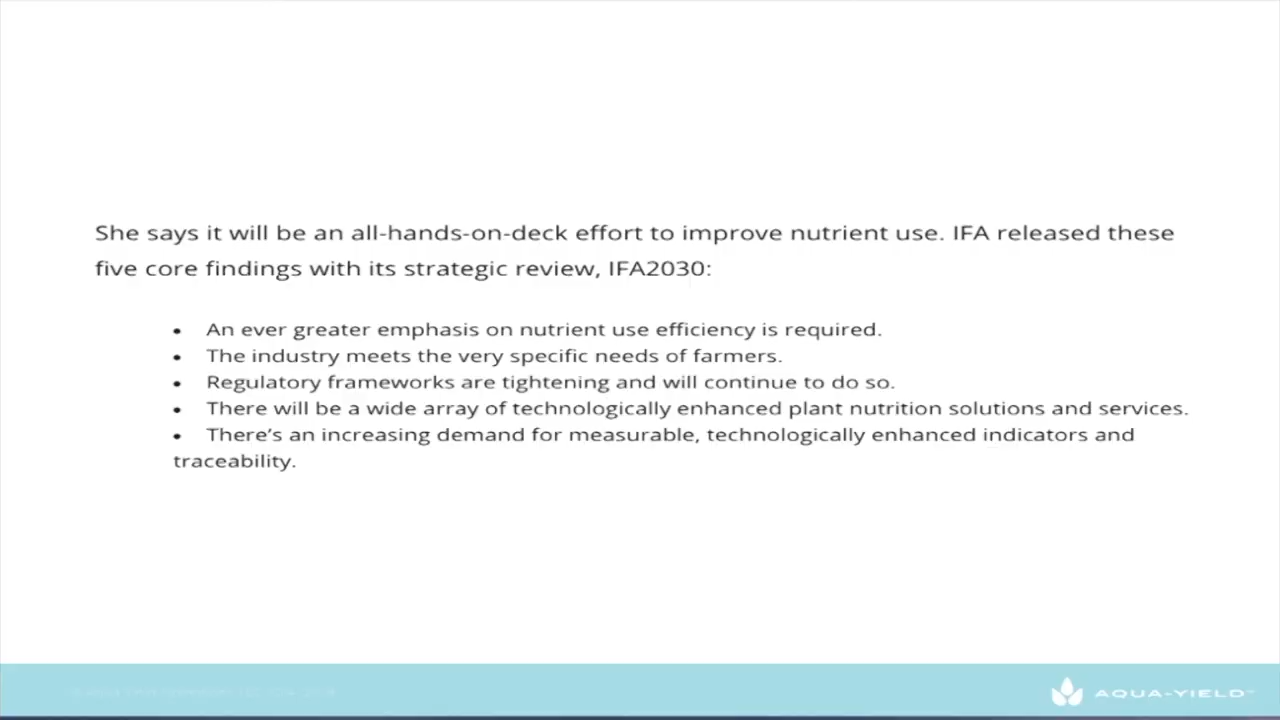 She says it will be an all-hands-on-deck effort to improve nutrient use. IFA released these
five core findings with its strategic review, IFA2030:
• An ever greater emphasis on nutrient use efficiency is required.
• The industry meets the very specific needs of farmers.
• Regulatory frameworks are tightening and will continue to do so.
• There will be a wide array of technologically enhanced plant nutrition solutions and services.
• There’s an increasing demand for measurable, technologically enhanced indicators and
traceability.
AQUA-YIELD